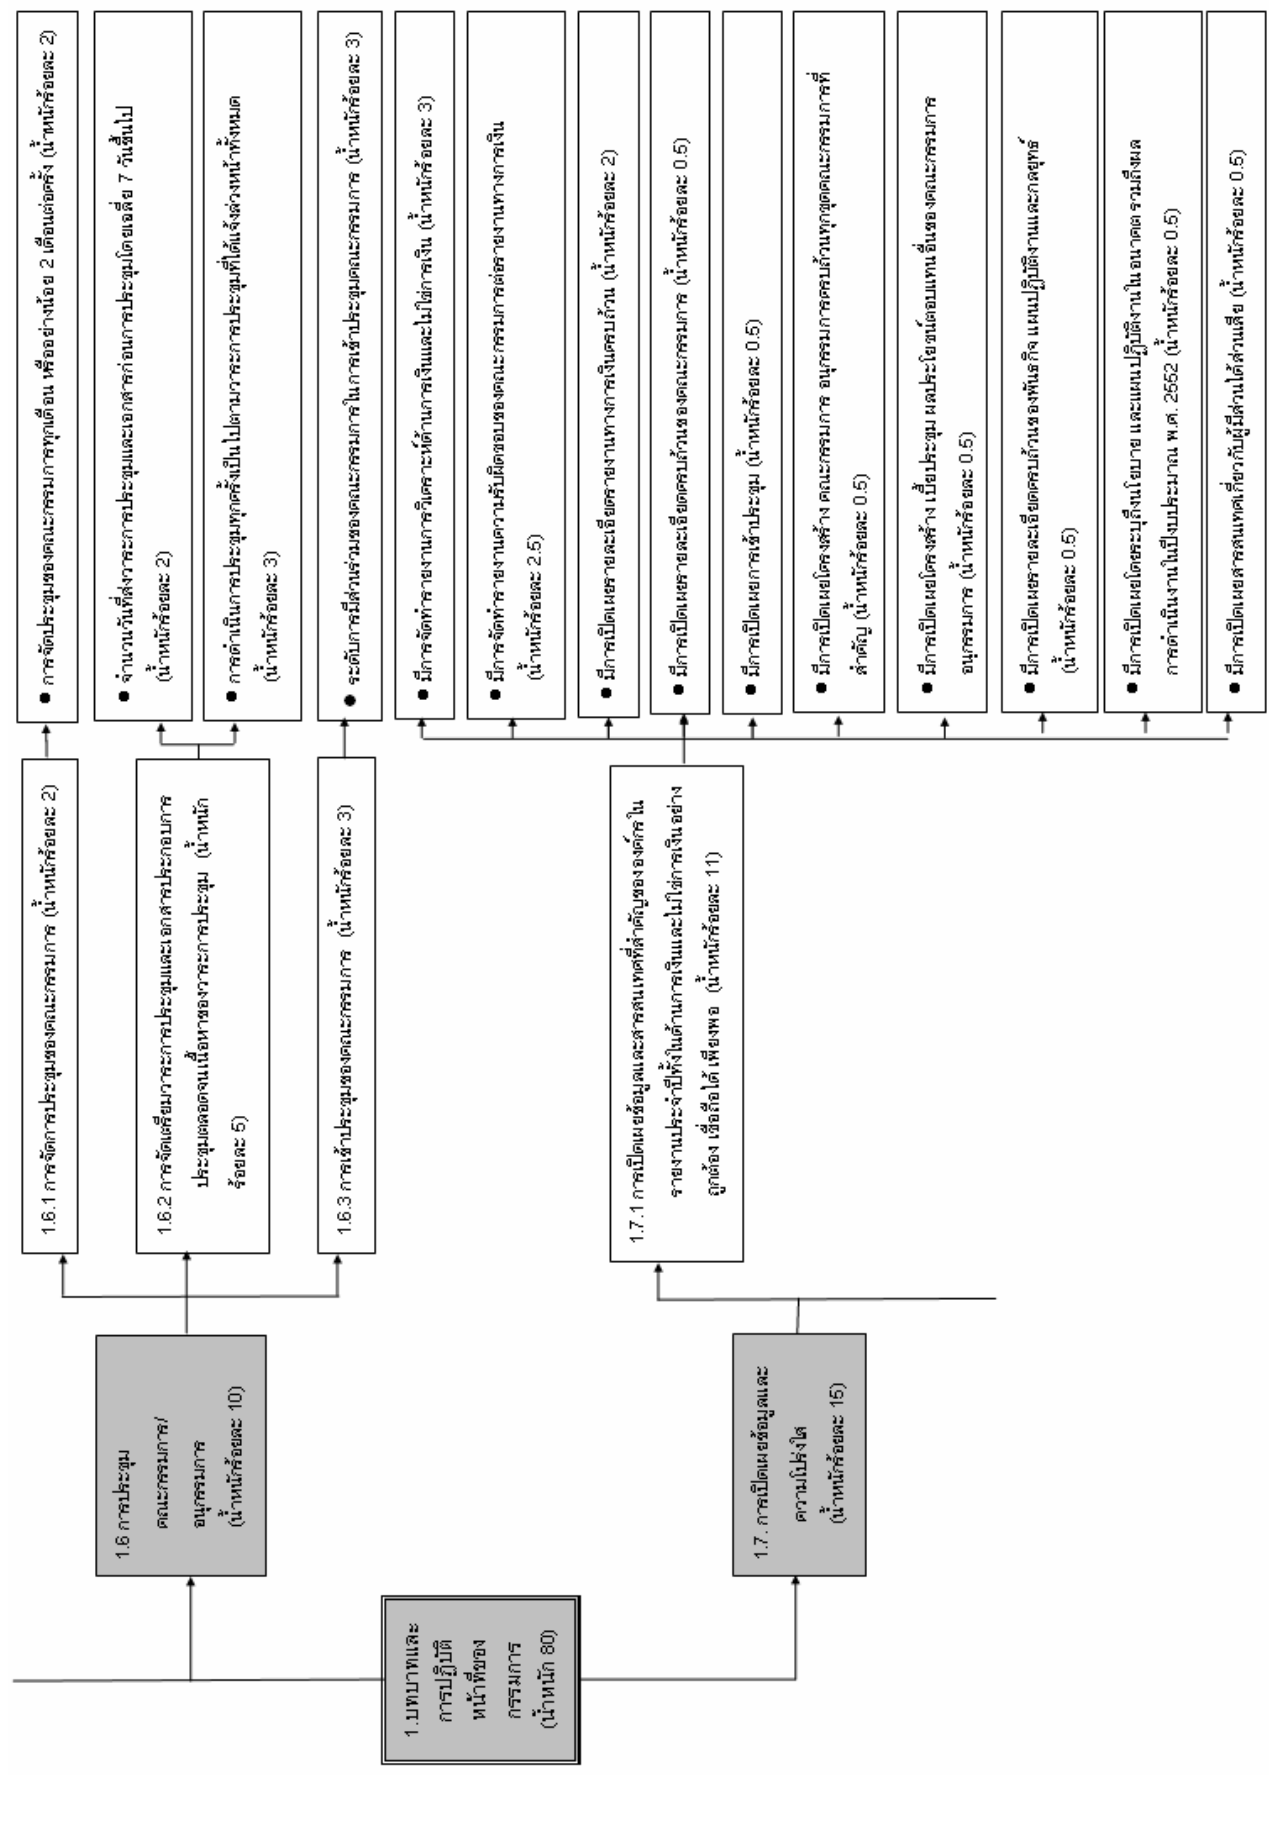 1.บทบาทและ
การปฏิบัติ
หน้าที่ของ
กรรมการ
(น้ำหนัก 80)
1.6 การประชุม
คณะกรรมการ/
อนุกรรมการ
(น้ำหนักร้อยละ 10)
1.6.1 การจัดการประชุมของคณะกรรมการ (น้ำหนักร้อยละ 2)
● การจัดประชุมของคณะกรรมการทุกเดือน หรืออย่างน้อย 2 เดือนต่อครั้ง (น้ำหนักร้อยละ 2)
1.6.2 การจัดเตรียมวาระการประชุมและเอกสารประกอบการ
ประชุมตลอดจนเนื้อหาของวาระการประชุม (น้ำหนัก
ร้อยละ 5)
● จำนวนวันที่ส่งวาระการประชุมและเอกสารก่อนการประชุมโดยเฉลี่ย 7 วันขึ้นไป
(น้ำหนักร้อยละ 2)
● การดำเนินการประชุมทุกครั้งเป็นไปตามวาระการประชุมที่ได้แจ้งล่วงหน้าทั้งหมด
(น้ำหนักร้อยละ 3)
1.6.3 การเข้าประชุมของคณะกรรมการ (น้ำหนักร้อยละ 3)
● ระดับการมีส่วนร่วมของคณะกรรมการในการเข้าประชุมคณะกรรมการ (น้ำหนักร้อยละ 3)
1.7. การเปิดเผยข้อมูลและ
ความโปร่งใส
(น้ำหนักร้อยละ 15)
1.7.1 การเปิดเผยข้อมูลและสารสนเทศที่สำคัญขององค์กรใน
รายงานประจำปีทั้งในด้านการเงินและไม่ใช่การเงิน อย่าง
ถูกต้อง เชื่อถือได้ เพียงพอ (น้ำหนักร้อยละ 11)
● มีการจัดทำรายงานการวิเคราะห์ด้านการเงินและไม่ใช่การเงิน (น้ำหนักร้อยละ 3)
● มีการจัดทำรายงานความรับผิดชอบของคณะกรรมการต่อรายงานทางการเงิน
(น้ำหนักร้อยละ 2.5)
● มีการเปิดเผยรายละเอียดรายงานทางการเงินครบถ้วน (น้ำหนักร้อยละ 2)
● มีการเปิดเผยรายละเอียดครบถ้วนของคณะกรรมการ (น้ำหนักร้อยละ 0.5)
● มีการเปิดเผยการเข้าประชุม (น้ำหนักร้อยละ 0.5)
● มีการเปิดเผยโครงสร้าง คณะกรรมการ อนุกรรมการครบถ้วนทุกชุดคณะกรรมการที่
สำคัญ (น้ำหนักร้อยละ 0.5)
● มีการเปิดเผยโครงสร้าง เบี้ยประชุม ผลประโยชน์ตอบแทนอื่นของคณะกรรมการ
อนุกรรมการ (น้ำหนักร้อยละ 0.5)
● มีการเปิดเผยรายละเอียดครบถ้วนของพันธกิจ แผนปฏิบัติงานและกลยุทธ์
(น้ำหนักร้อยละ 0.5)
● มีการเปิดเผยโดยระบุถึงนโยบาย และแผนปฏิบัติงานในอนาคต รวมถึงผล
การดำเนินงานในปีงบประมาณ พ.ศ. 2552 (น้ำหนักร้อยละ 0.5)
● มีการเปิดเผยสารสนเทศเกี่ยวกับผู้มีส่วนได้ส่วนเสีย (น้ำหนักร้อยละ 0.5)